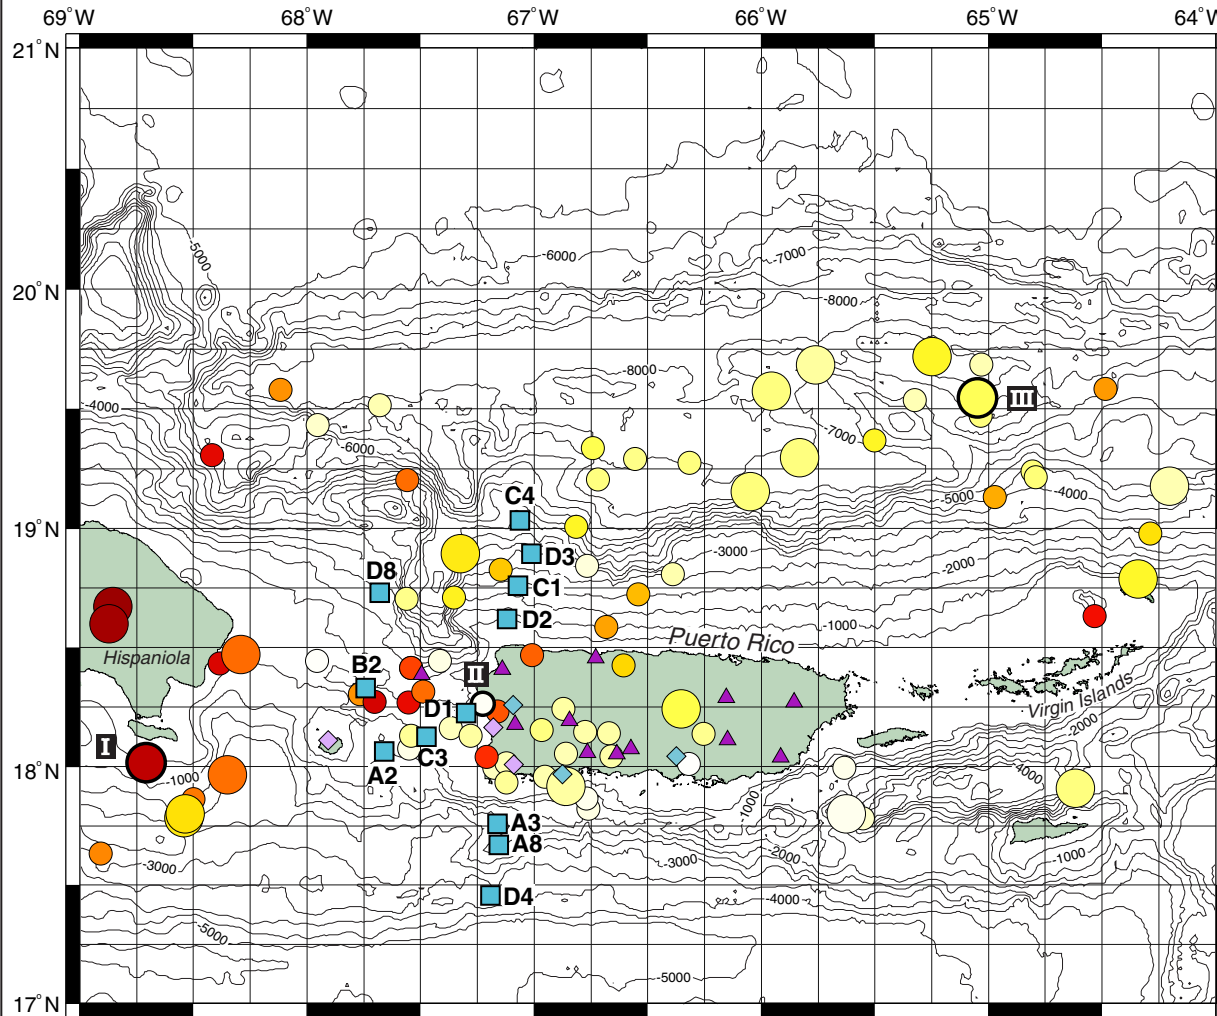 69°W 68°W 67°W 66°W 65°W 64°W
21°N
-5000
-6000
-7000
20°N
-8000
-8000
-4000
III
-7000
-6000
C4
-5000
-4000
19°N
D3
-3000
D8
C1
-2000
D2
-1000
Puerto Rico
Hispaniola
B2
II
Virgin Islands
D1
-2000
I
C3
18°N
A2
-1000
4000
-1000
A3
A8
-2000
-3000
-3000
-1000
D4
-4000
-5000
-5000
17°N